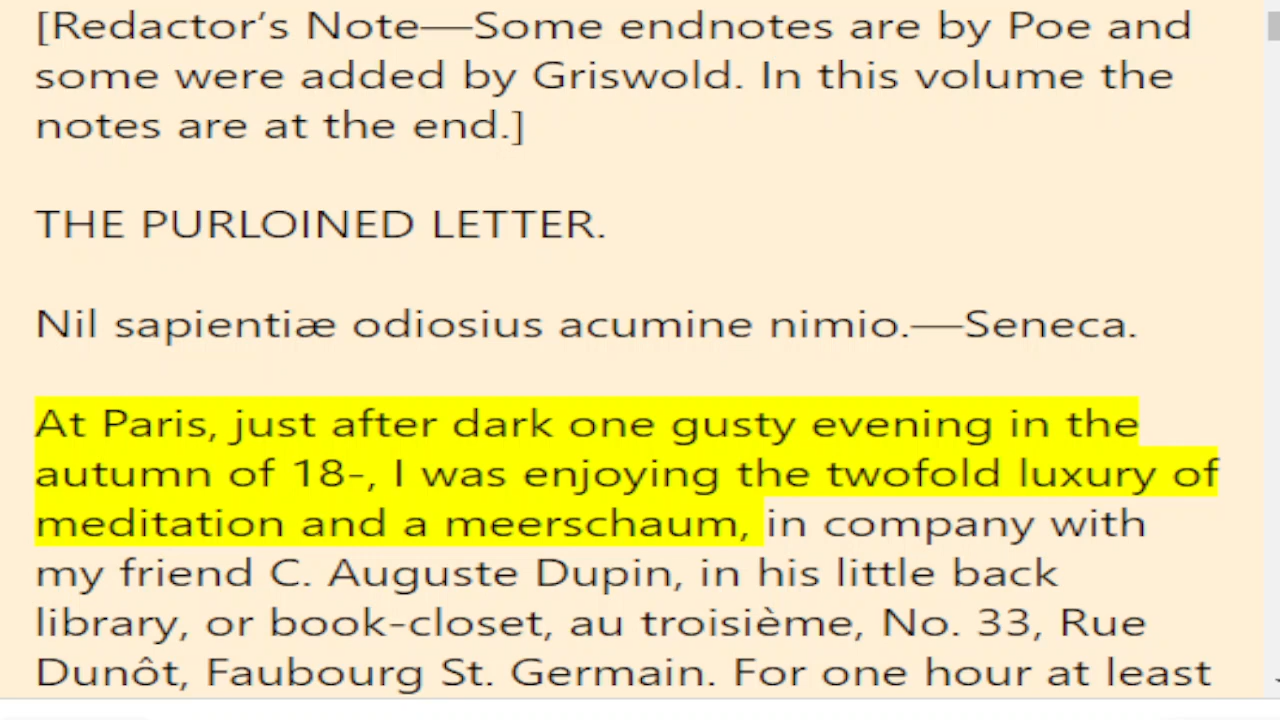 [Redactor’s Note—Some endnotes are by Poe and
some were added by Griswold. In this volume the
notes are at the end.]
THE PURLOINED LETTER.
Nil sapientiæ odiosius acumine nimio.—Seneca.
At Paris, just after dark one gusty evening in the
autumn of 18-, I was enjoying the twofold luxury of
meditation and a meerschaum, in company with
my friend C. Auguste Dupin, in his little back
library, or book-closet, au troisième, No. 33, Rue
Dunôt, Faubourg St. Germain. For one hour at least